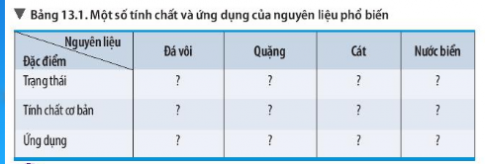 ▼ Bảng 13.1. Một số tính chất và ứng dụng của nguyên liệu phổ biến
Nguyên liệu
Đặc điểm
Đá vôi Quặng Cát Nước biển
Trạng thái ? ? ? ?
Tính chất cơ bản ? ? ? ?
Ứng dụng ? ? ? ?